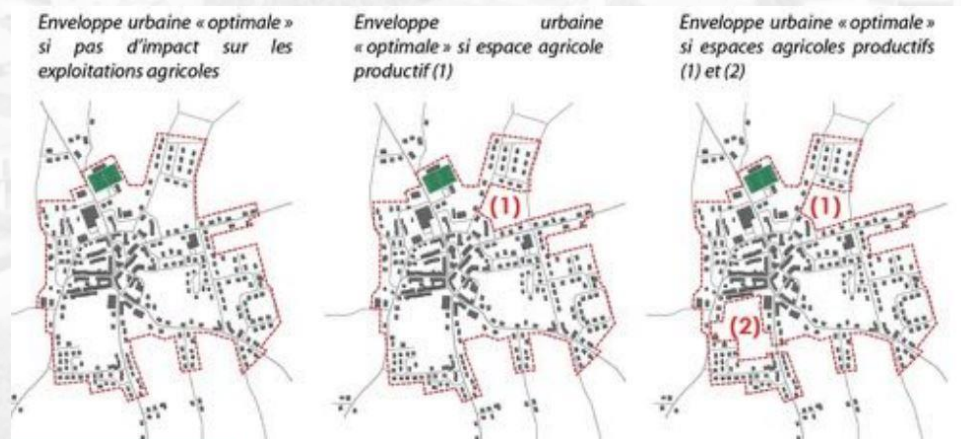 Enveloppe urbaine « optimale »
si pas d'impact sur les
exploitations agricoles
Enveloppe urbaine
« optimale » si espace agricole
productif (1)
Enveloppe urbaine « optimale »
si espaces agricoles productifs
(1) et (2)
(1)
(1)
(2)